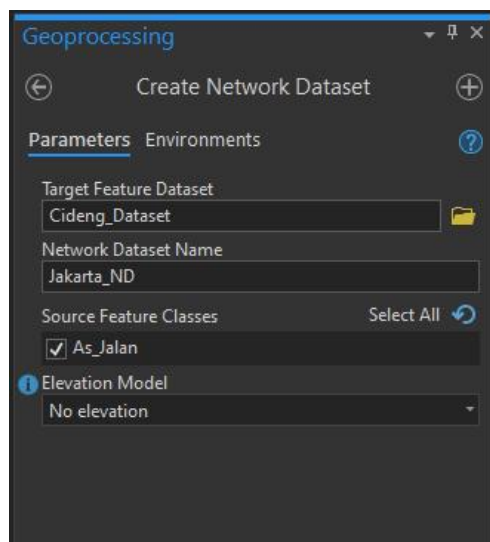 Geoprocessing
Create Network Dataset
Parameters Environments
Target Feature Dataset
Cideng_Dataset
Network Dataset Name
Jakarta_ND
Source Feature Classes Select All
As_Jalan
Elevation Model
No elevation